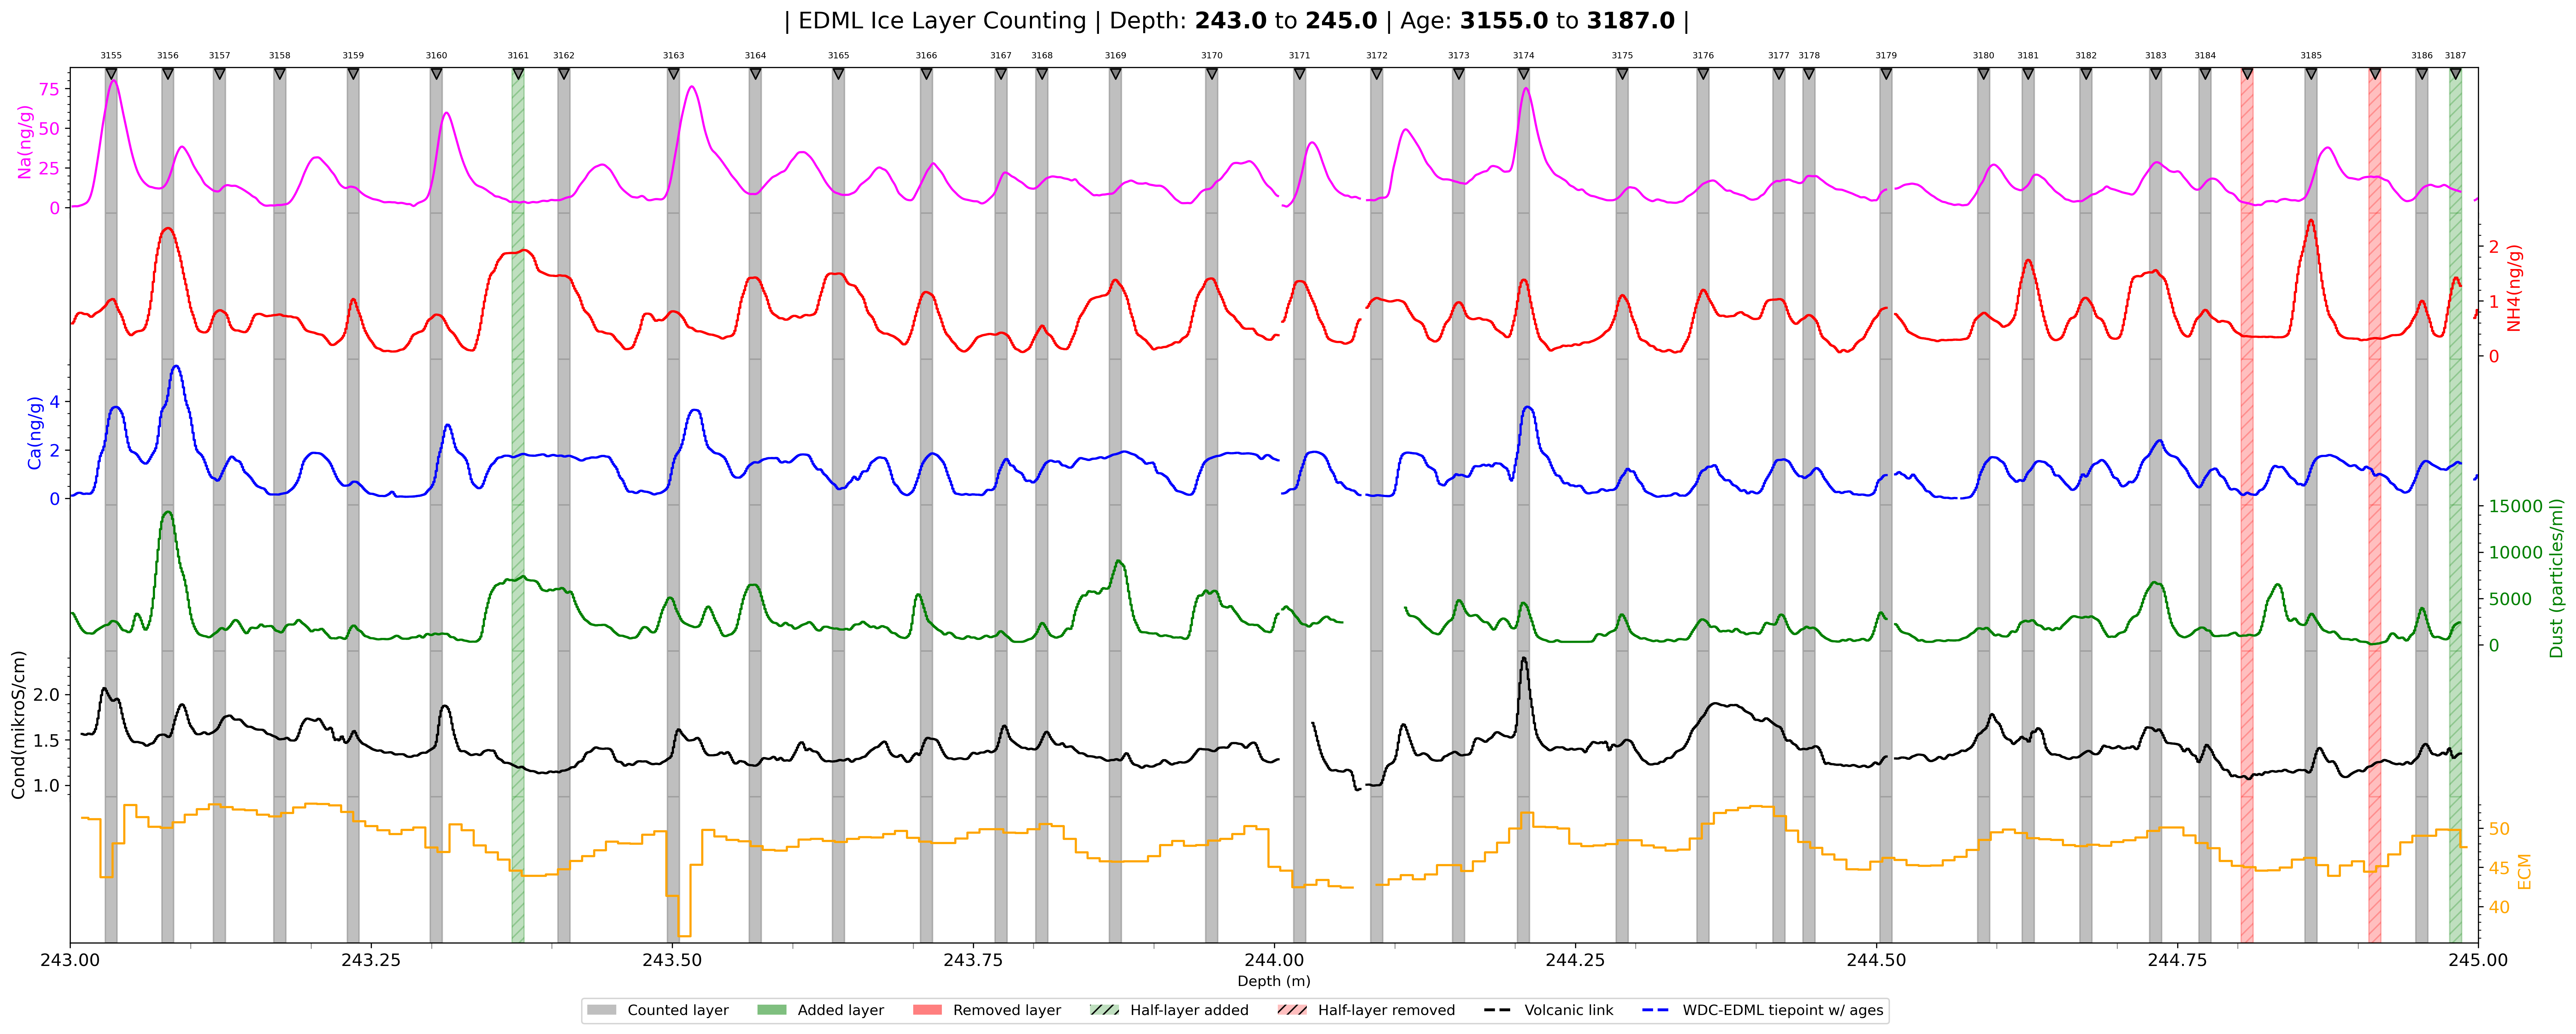 | EDML Ice Layer Counting | Depth: 243.0 to 245.0 | Age: 3155.0 to 3187.0 |
3155 3156 3157 3158 3159 3160 3161 3162 3163 3164 3165 3166 3167 3168 3169 3170 3171 3172 3173 3174 3175 3176 3177 3178 3179 3180 3181 3182 3183 3184 3185 3186 3187
Na(ng/g)
75
50
25
0
NH4(ng/g)
2
1
0
Ca(ng/g)
4
2
0
Dust (particles/ml)
15000
10000
5000
0
Cond(mikroS/cm)
2.0
1.5
1.0
ECM
50
45
40
243.00 243.25 243.50 243.75 244.00 244.25 244.50 244.75 245.00
Depth (m)
Counted layer Added layer Removed layer Half-layer added Half-layer removed Volcanic link WDC-EDML tiepoint w/ ages